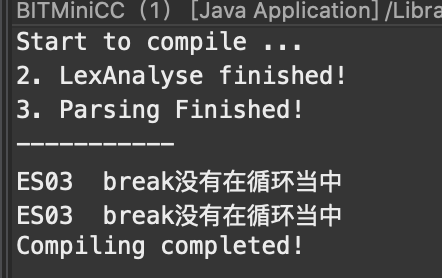 BITMiniCC (1) [Java Application] /Libra
Start to compile ...
2. LexAnalyse finished!
3. Parsing Finished!
-----------
ES03  break没有在循环当中
ES03  break没有在循环当中
Compiling completed!